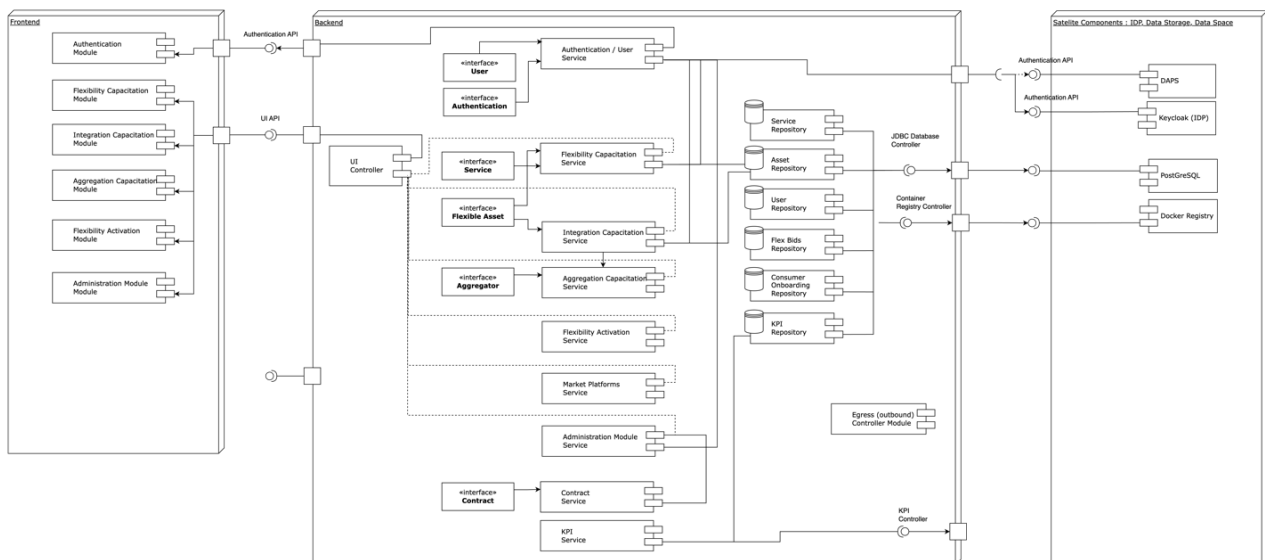 Frontend
Authentication
Module
Flexibility Capacitation
Module
Integration Capacitation
Module
Aggregation Capacitation
Module
Flexibility Activation
Module
Administration Module
Module
Authentication API
UI API
Backend
UI
Controller
«interface»
User
«interface»
Authentication
«interface»
Service
«interface»
Flexible Asset
«interface»
Aggregator
«interface»
Contract
Authentication / User
Service
Flexibility Capacitation
Service
Integration Capacitation
Service
Aggregation Capacitation
Service
Flexibility Activation
Service
Market Platforms
Service
Administration Module
Service
Contract
Service
KPI
Service
Service
Repository
Asset
Repository
User
Repository
Flex Bids
Repository
Consumer
Onboarding
Repository
KPI
Repository
Egress (outbound)
Controller Module
JDBC Database
Controller
Container
Registry Controller
KPI
Controller
Satelite Components : IDP, Data Storage, Data Space
Authentication API
Authentication API
DAPS
Keycloak (IDP)
PostGreSQL
Docker Registry